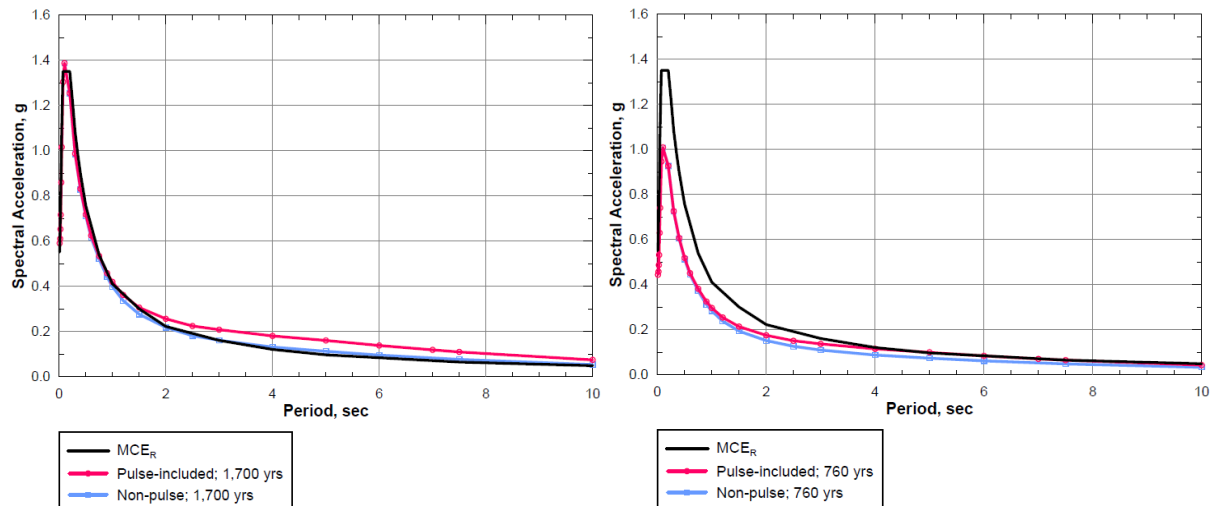 1.6
1.4
1.2
1.0
0.8
0.6
0.4
0.2
0.0
Spectral Acceleration, g
0 2 4 6 8 10
Period, sec
MCE_R
Pulse-included; 1,700 yrs
Non-pulse; 1,700 yrs
1.6
1.4
1.2
1.0
0.8
0.6
0.4
0.2
0.0
Spectral Acceleration, g
0 2 4 6 8 10
Period, sec
MCE_R
Pulse-included; 760 yrs
Non-pulse; 760 yrs